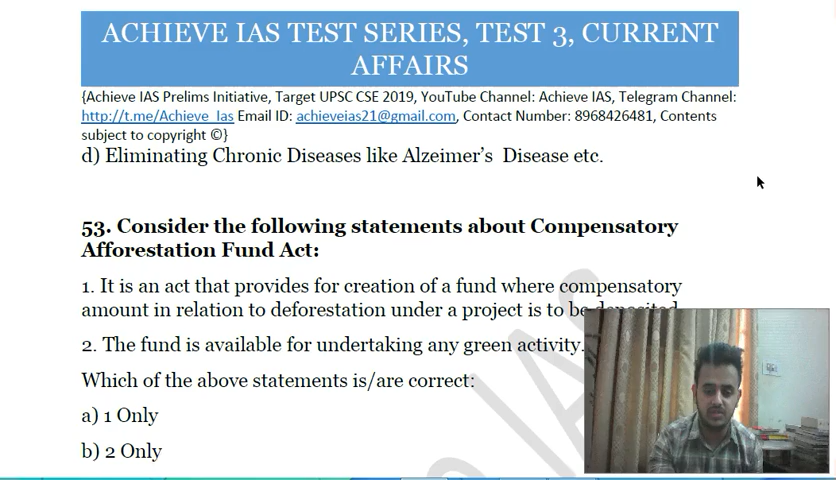 ACHIEVE IAS TEST SERIES, TEST 3, CURRENT
AFFAIRS
{Achieve IAS Prelims Initiative, Target UPSC CSE 2019, YouTube Channel: Achieve IAS, Telegram Channel:
http://t.me/Achieve_Ias Email ID: achieveias21@gmail.com, Contact Number: 8968426481, Contents
subject to copyright ©}
d) Eliminating Chronic Diseases like Alzeimer's Disease etc.
53. Consider the following statements about Compensatory
Afforestation Fund Act:
1. It is an act that provides for creation of a fund where compensatory
amount in relation to deforestation under a project is to be deposited
2. The fund is available for undertaking any green activity.
Which of the above statements is/are correct:
a) 1 Only
b) 2 Only
IAS